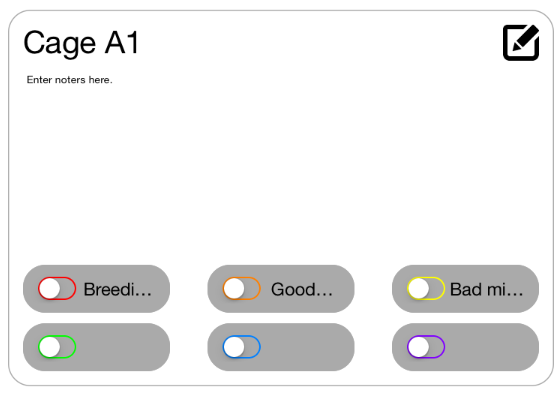 Cage A1
Enter noters here.
Breedi...
Good...
Bad mi...